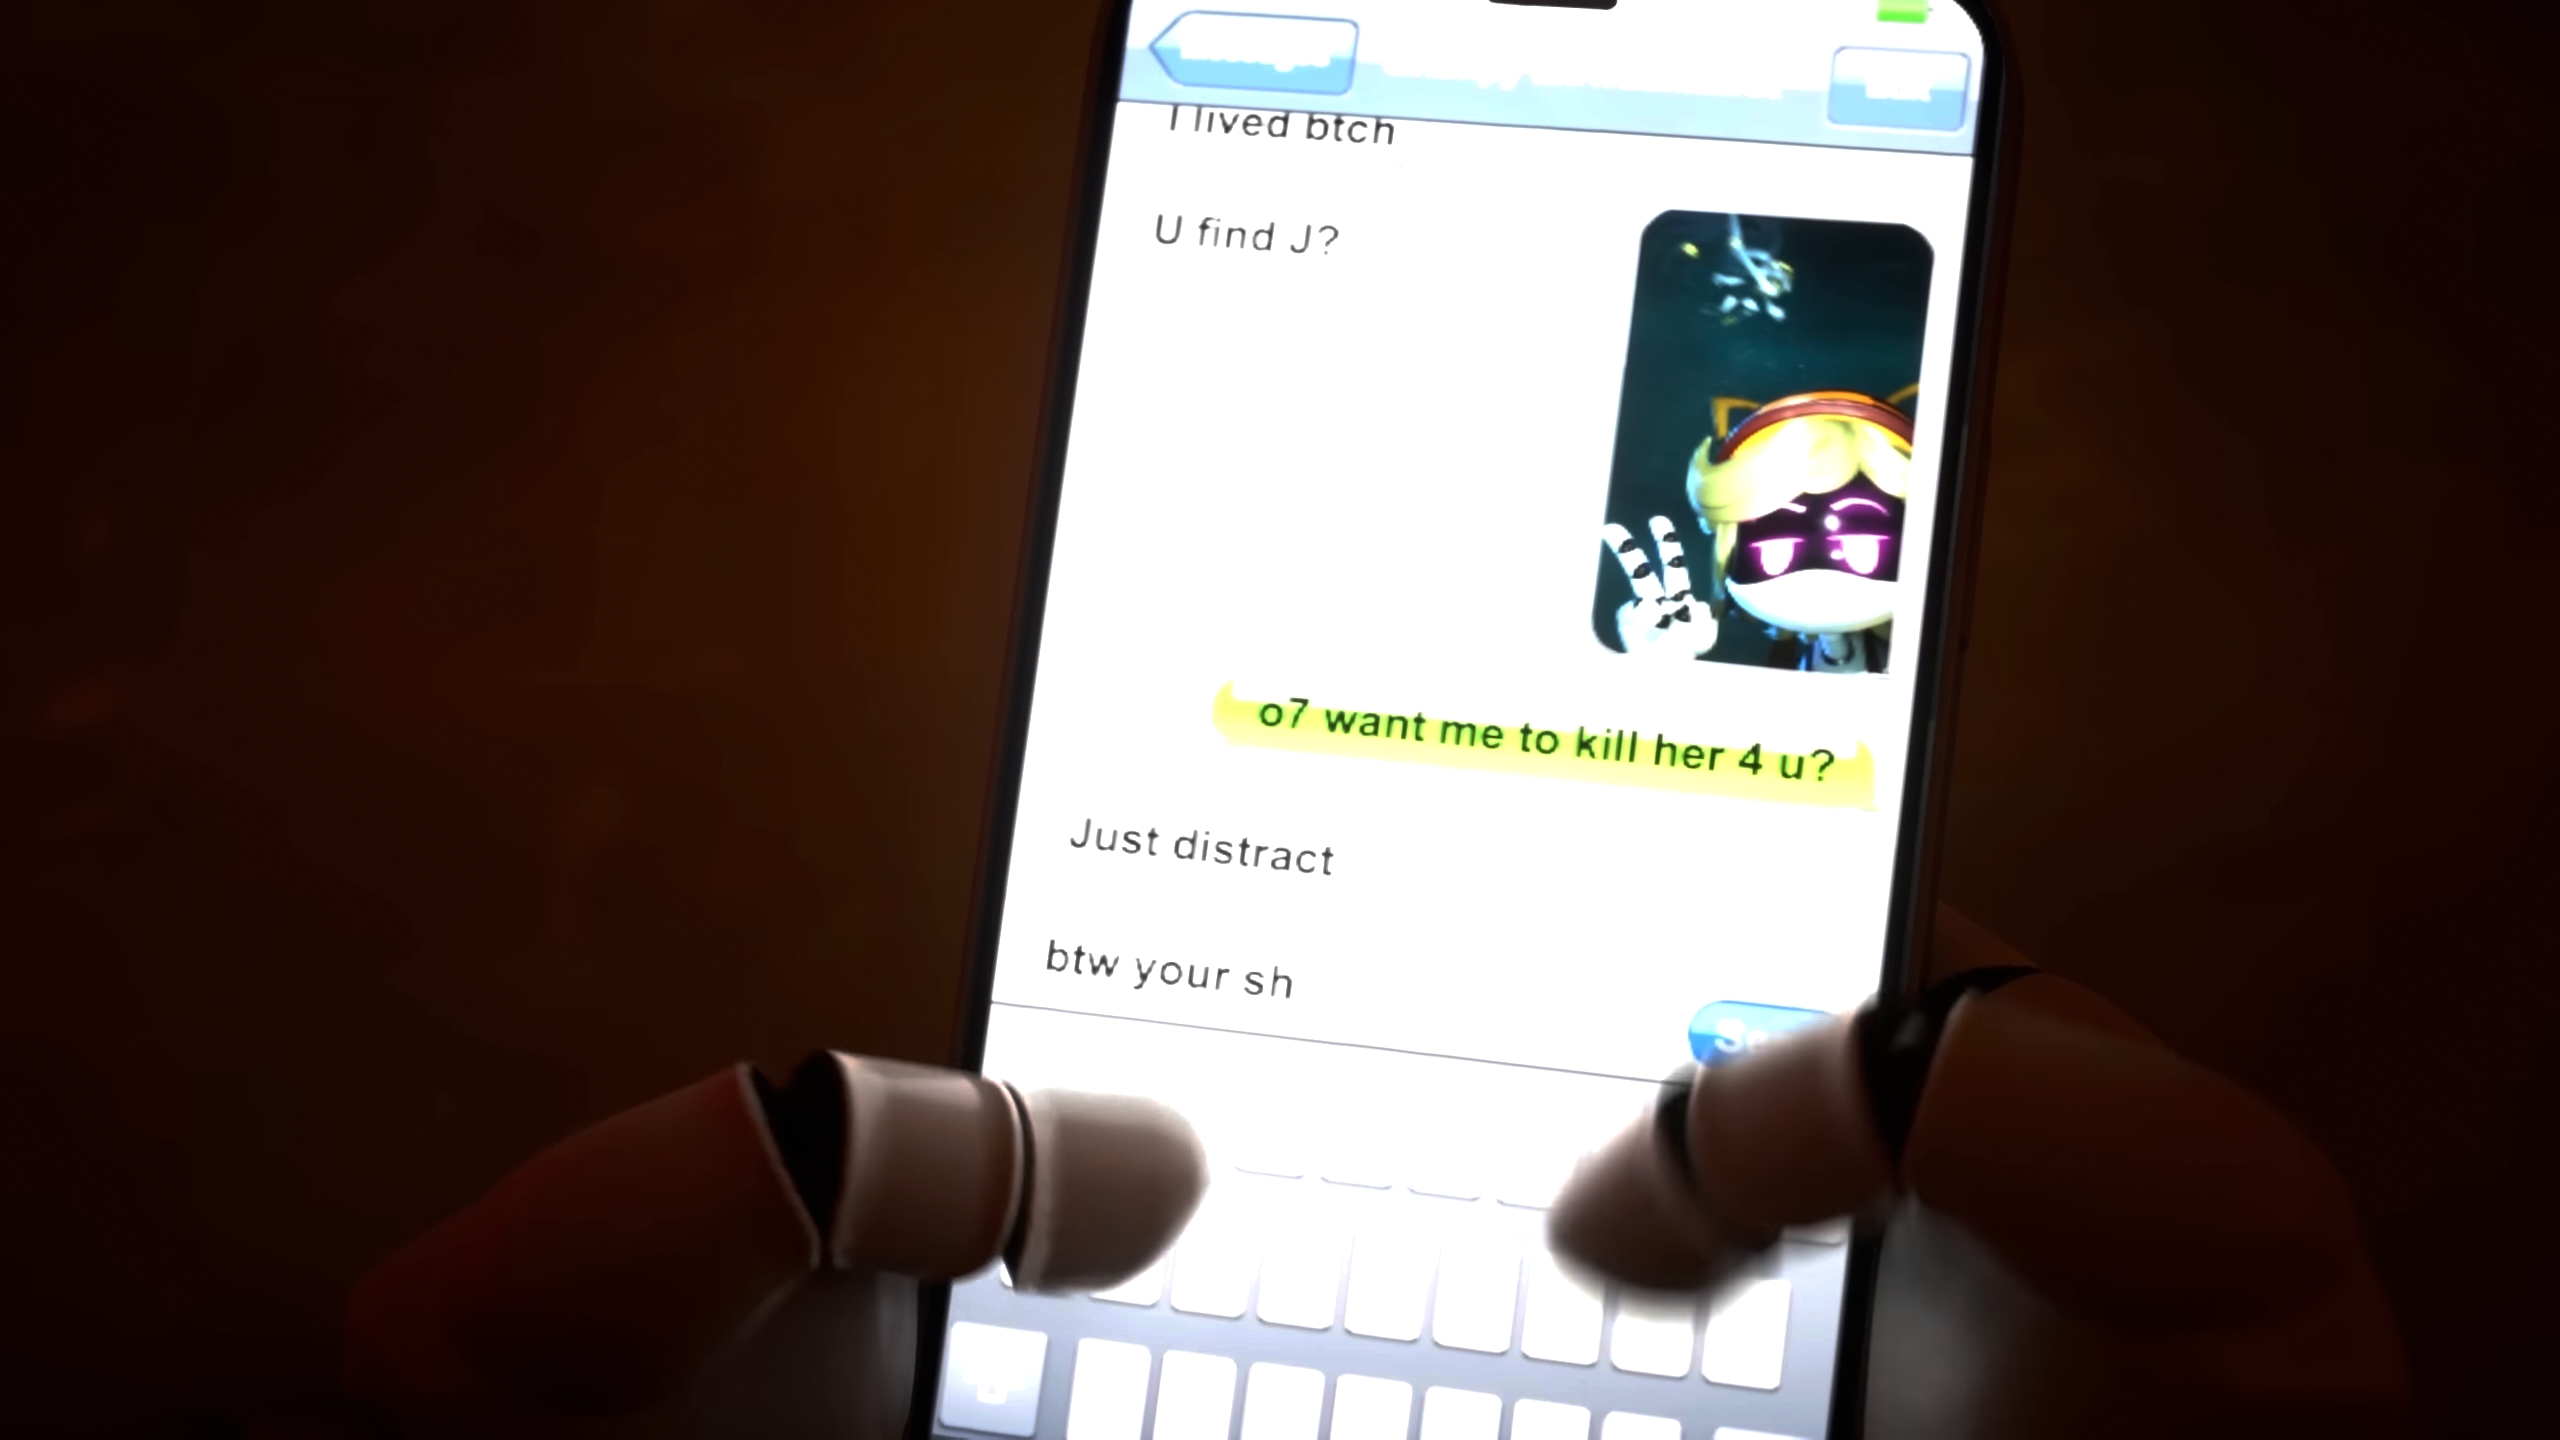 I lived btch
U find J?
o7 want me to kill her 4 u?
Just distract
btw your sh